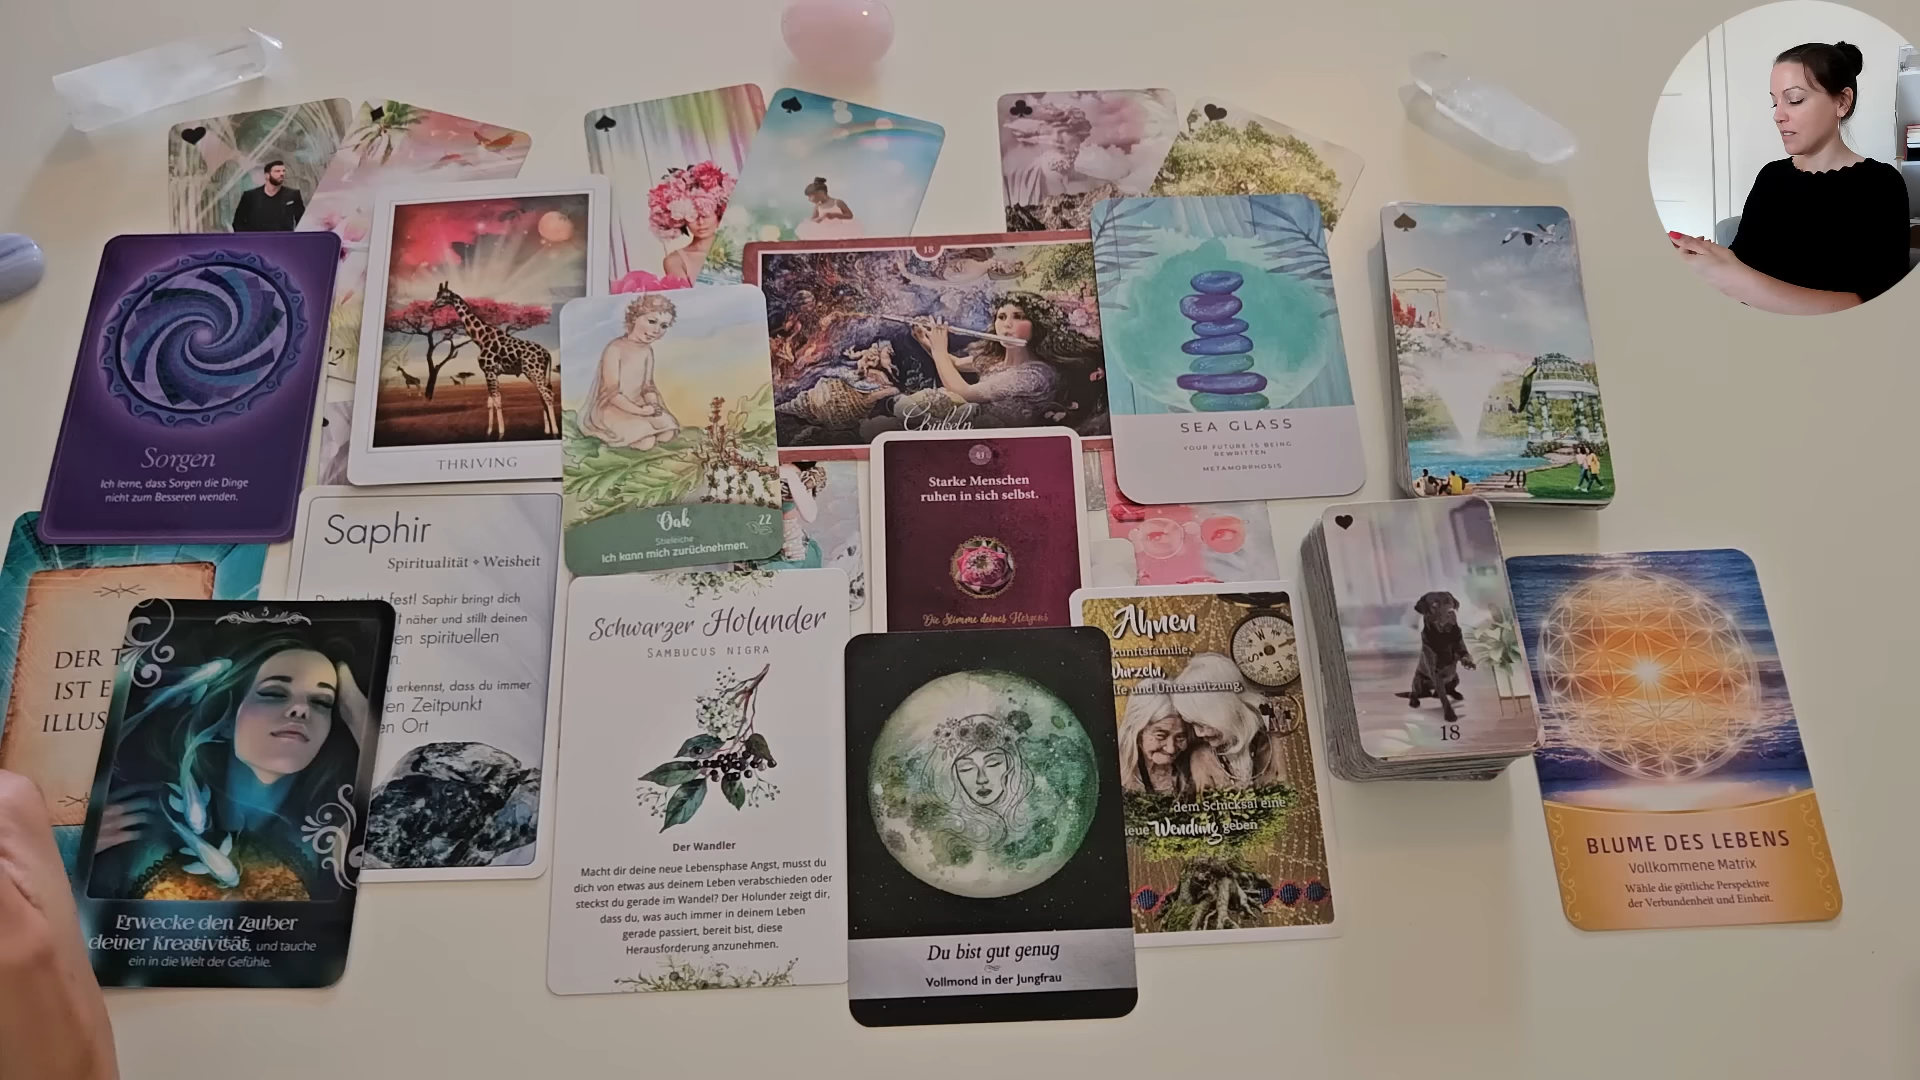 Sorgen
Ich lerne, dass Sorgen die Dinge
nicht zum Besseren wenden.
THRIVING
12
Oak
22
Stieleiche
Ich kann mich zurücknehmen.
18
Grübeln
41
Starke Menschen
ruhen in sich selbst.
Die Stimme deines Herzens
SEA GLASS
YOUR FUTURE IS BEING
REWRITTEN
METAMORPHOSIS
20
18
DER T
IST E
ILLUS
3
Erwecke den Zauber
deiner Kreativität, und tauche
ein in die Welt der Gefühle.
Saphir
Spiritualität • Weisheit
fest! Saphir bringt dich
näher und stillt deinen
en spirituellen
n.
u erkennst, dass du immer
en Zeitpunkt
en Ort
Schwarzer Holunder
SAMBUCUS NIGRA
Der Wandler
Macht dir deine neue Lebensphase Angst, musst du
dich von etwas aus deinem Leben verabschieden oder
steckst du gerade im Wandel? Der Holunder zeigt dir,
dass du, was auch immer in deinem Leben
gerade passiert, bereit bist, diese
Herausforderung anzunehmen.
Du bist gut genug
Vollmond in der Jungfrau
Ahnen
kunftsfamilie,
Wurzeln,
lfe und Unterstützung,
dem Schicksal eine
neue Wendung geben
BLUME DES LEBENS
Vollkommene Matrix
Wähle die göttliche Perspektive
der Verbundenheit und Einheit.